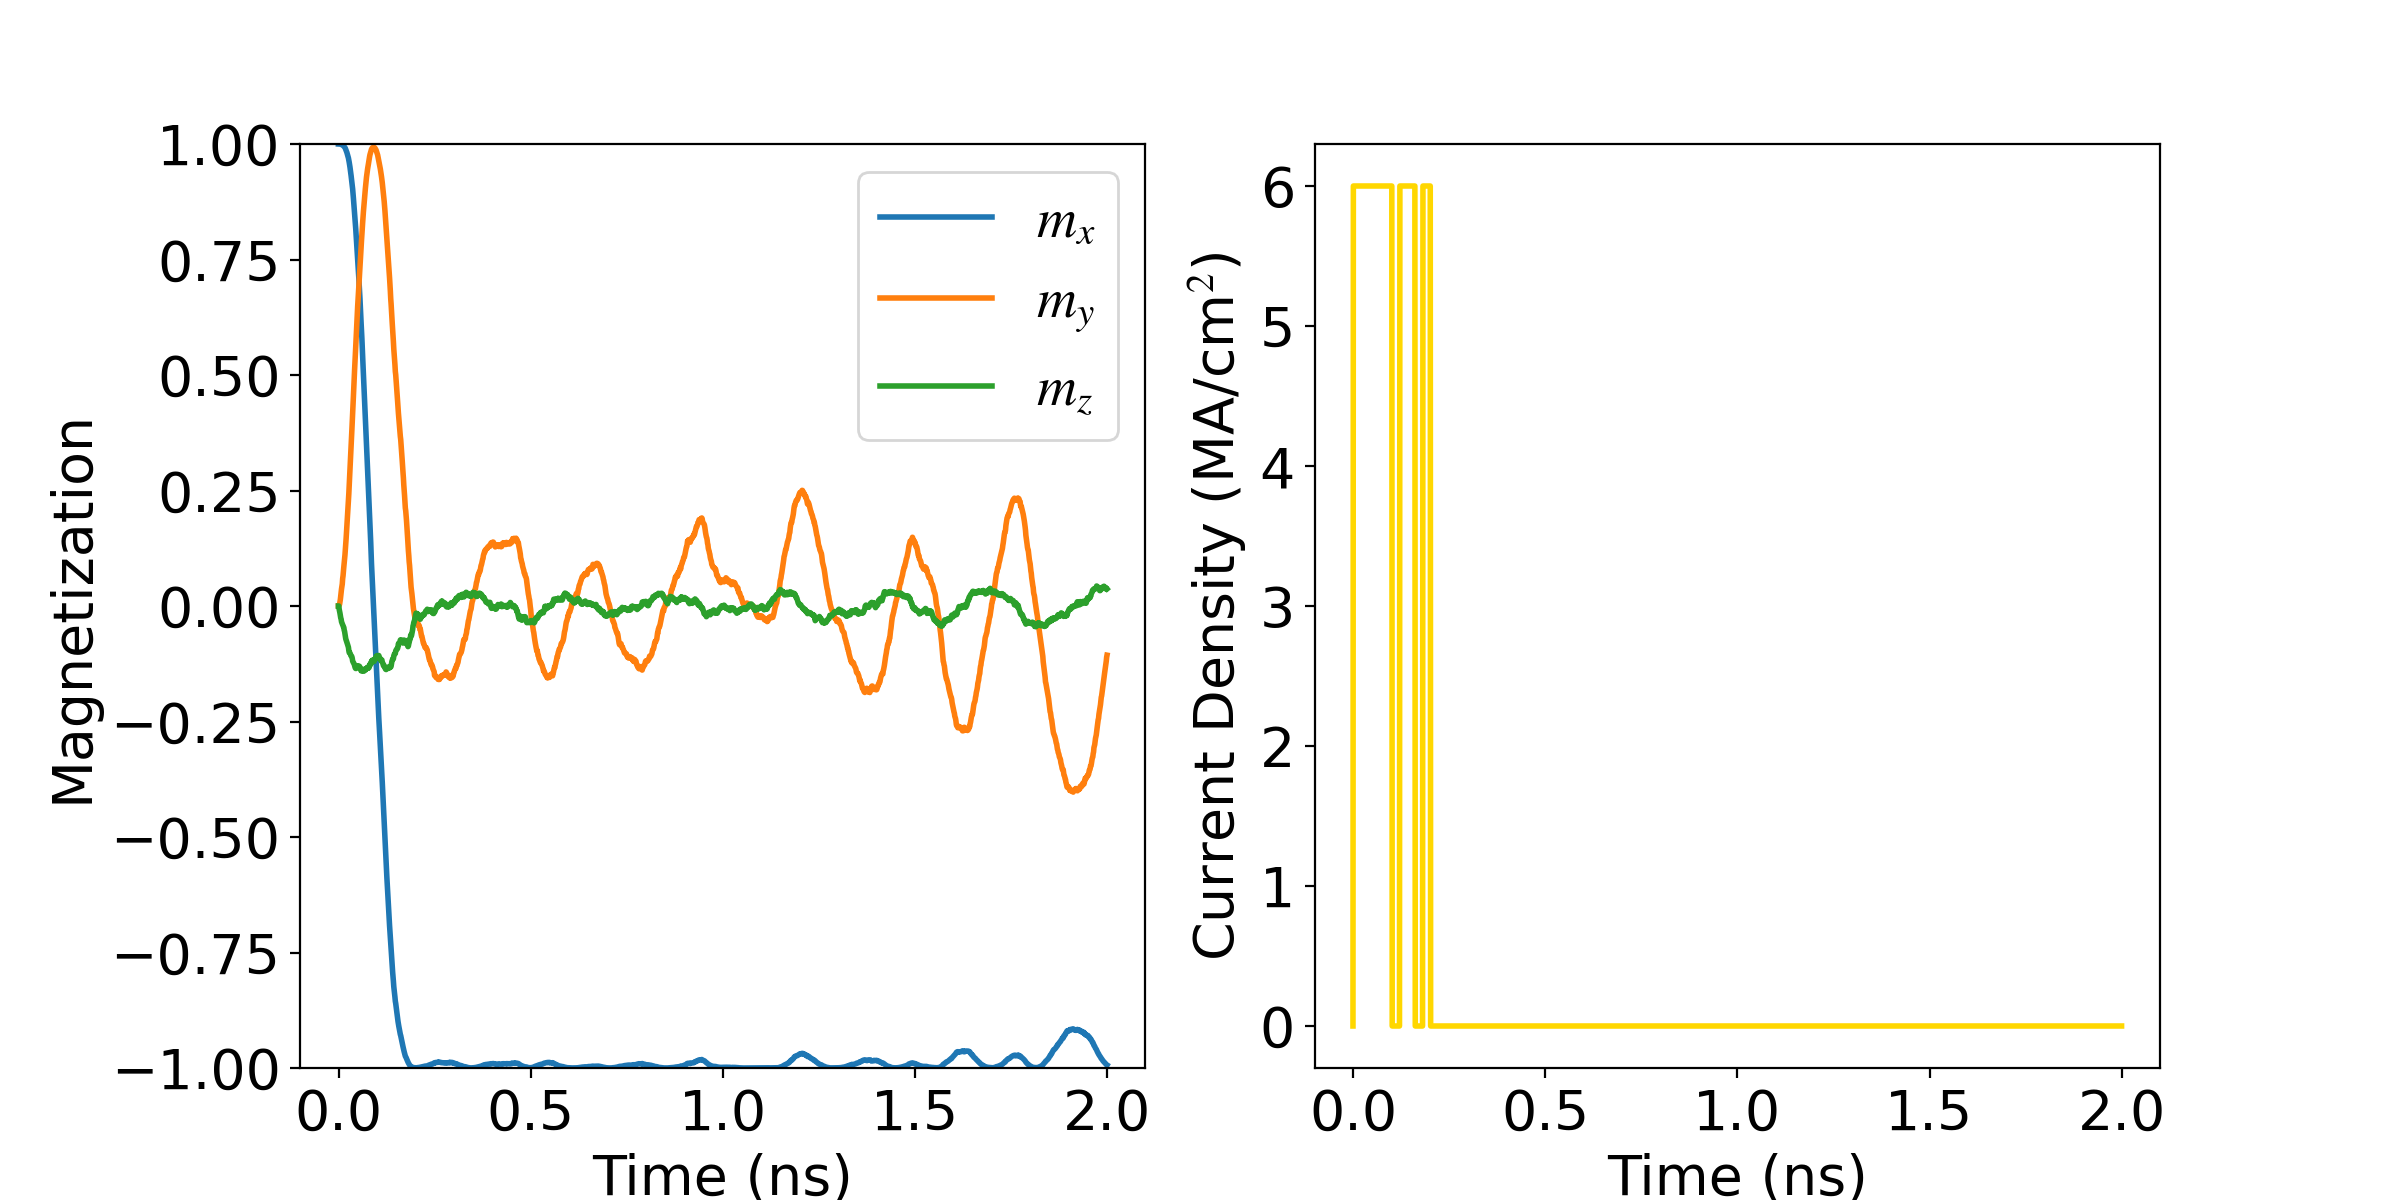 1.00
0.75
0.50
0.25
0.00
−0.25
−0.50
−0.75
−1.00
Magnetization
0.0 0.5 1.0 1.5 2.0
Time (ns)
m_x
m_y
m_z
6
5
4
3
2
1
0
Current Density (MA/cm²)
0.0 0.5 1.0 1.5 2.0
Time (ns)